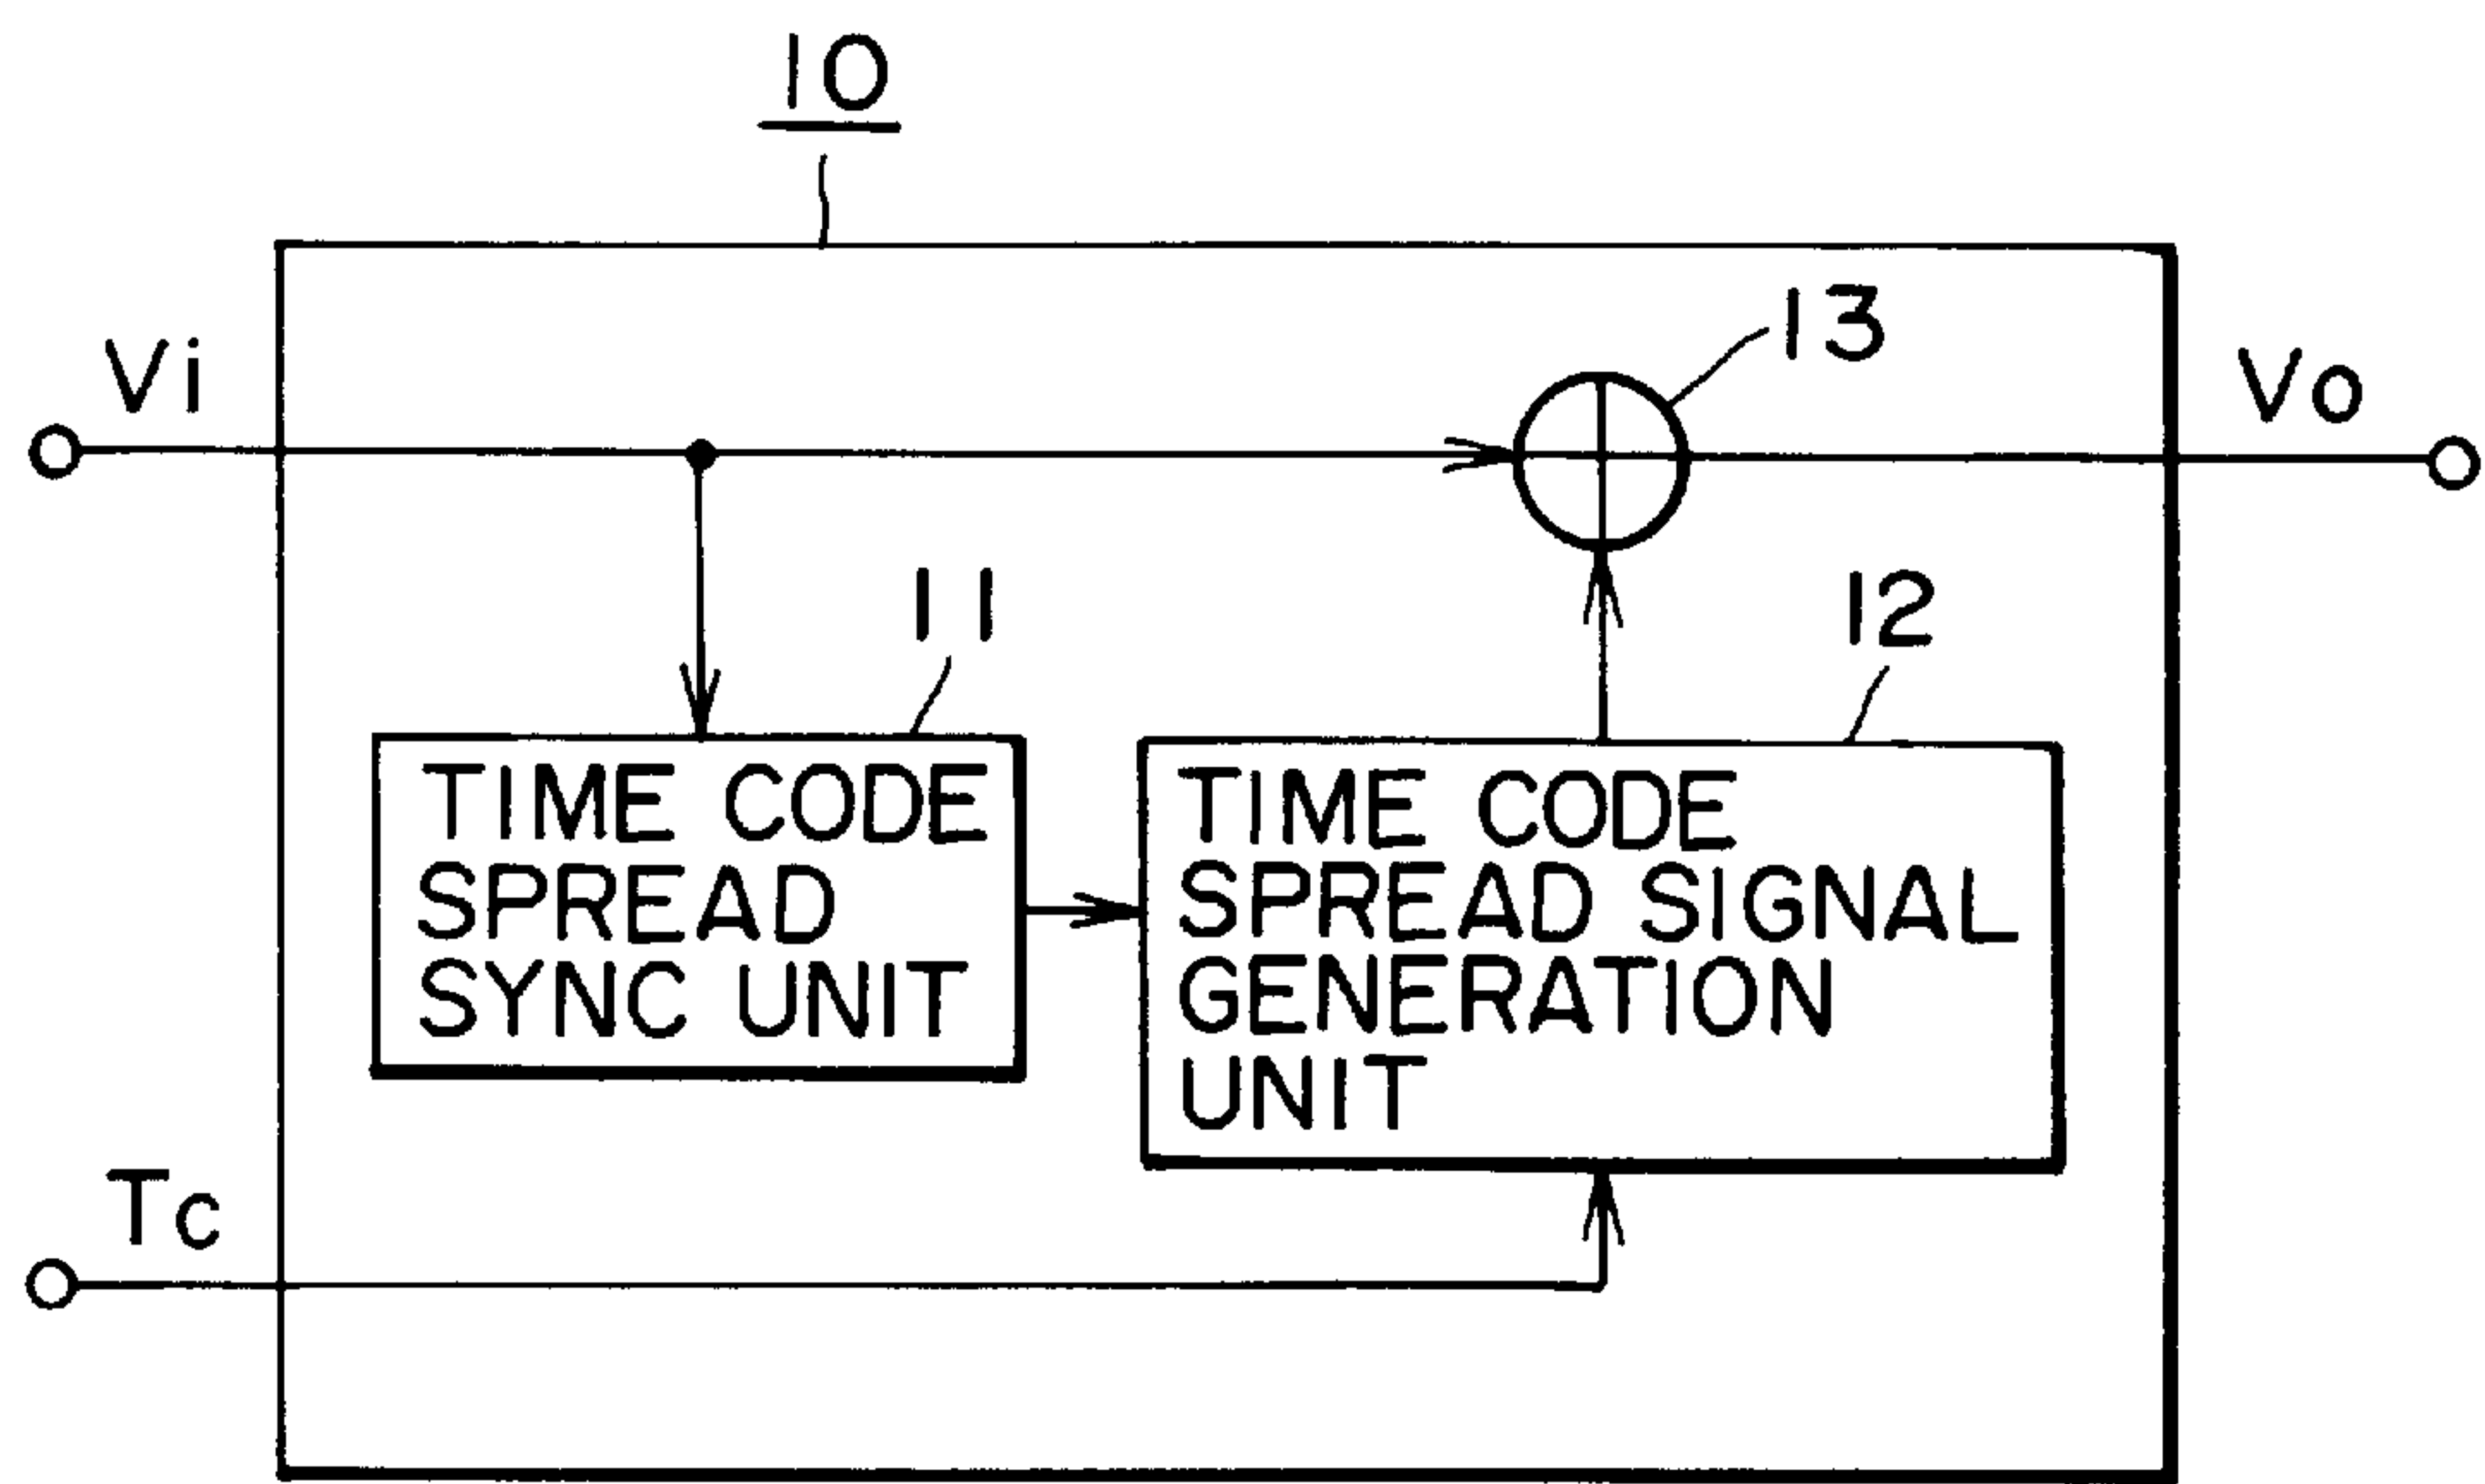 10
13
Vi
Vo
11
12
TIME CODE
SPREAD
SYNC UNIT
TIME CODE
SPREAD SIGNAL
GENERATION
UNIT
Tc